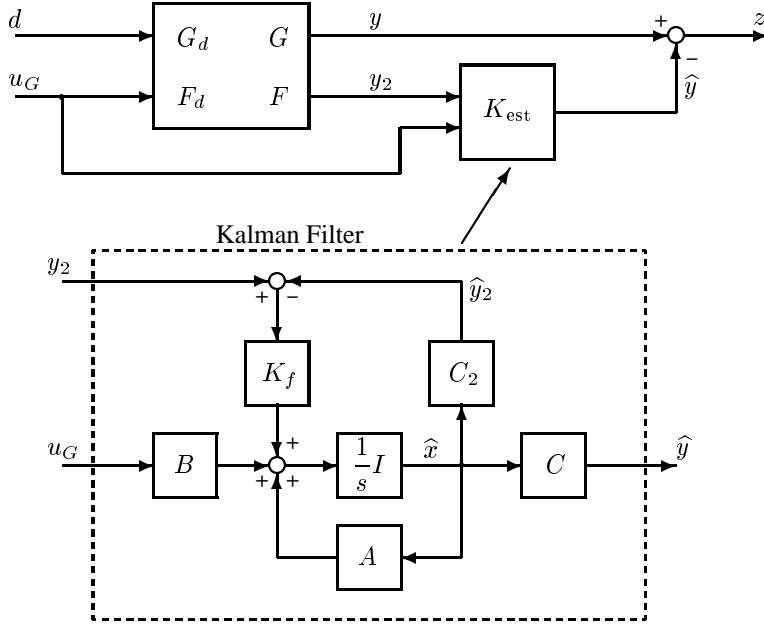 d
G_d G
y
+
z
−
u_G
F_d F
y_2
K_est
ŷ
Kalman Filter
y_2
+ −
ŷ_2
K_f
C_2
u_G
B
+
+ +
1/s I
x̂
C
ŷ
A